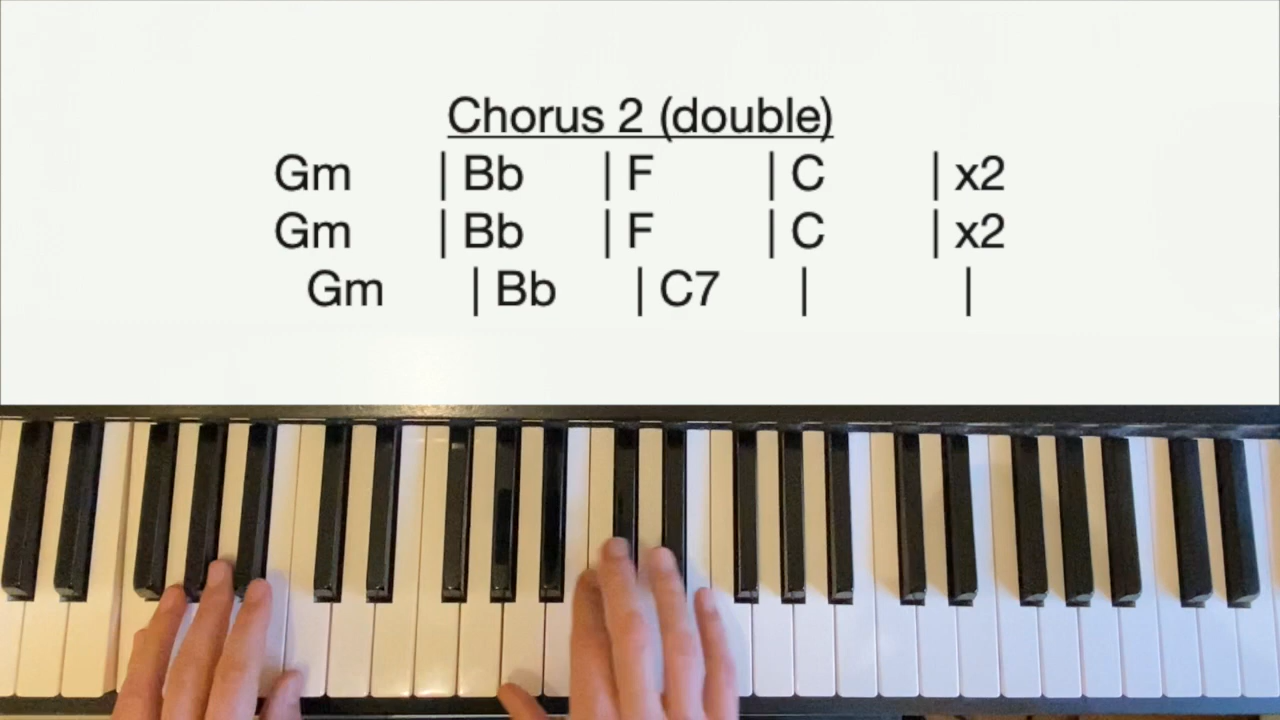 Chorus 2 (double)
Gm | Bb | F | C | x2
Gm | Bb | F | C | x2
Gm | Bb | C7 | |